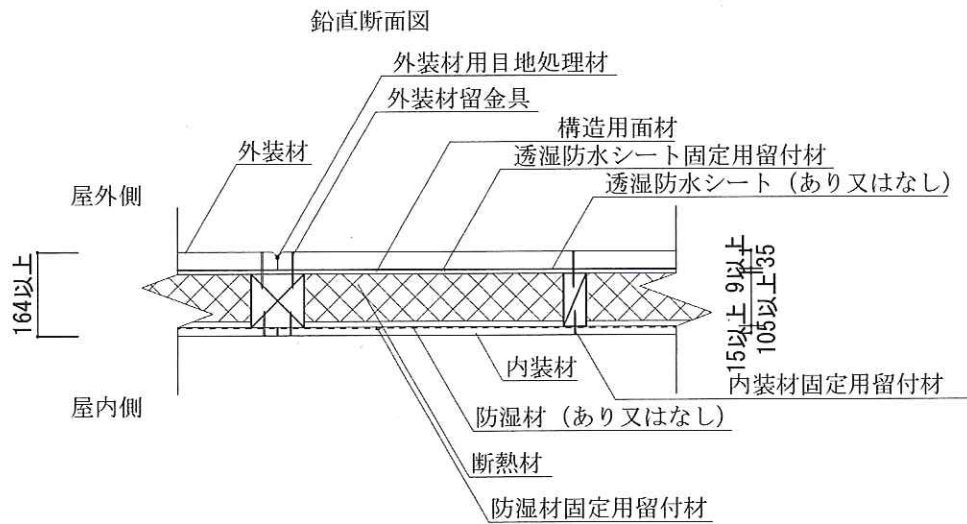 鉛直断面図
外装材用目地処理材
外装材留金具
構造用面材
外装材
透湿防水シート固定用留付材
透湿防水シート（あり又はなし）
屋外側
164以上
35
9以上
105以上
15以上
内装材
内装材固定用留付材
屋内側
防湿材（あり又はなし）
断熱材
防湿材固定用留付材